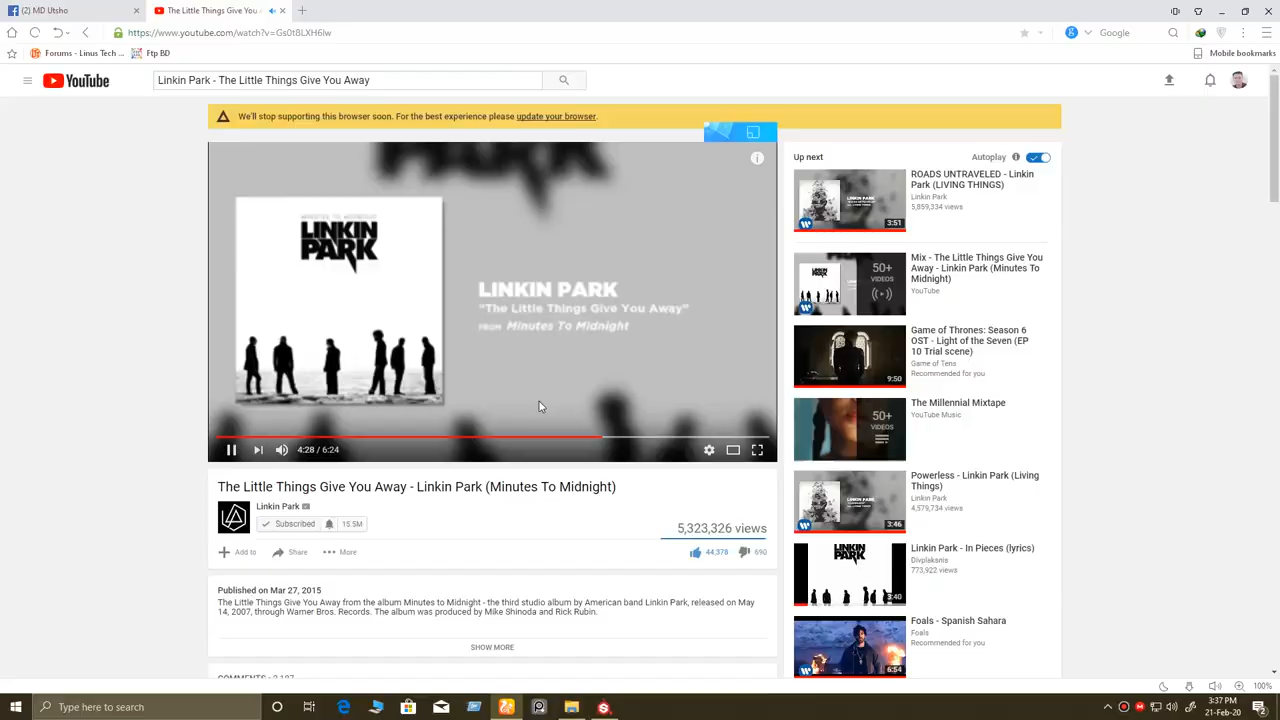 MD Utsho
The Little Things Give You A
https://www.youtube.com/watch?v=Gs0t8LXH6lw
Google
Forums - Linus Tech ...
Ftp BD
Mobile bookmarks
YouTube
Linkin Park - The Little Things Give You Away
We'll stop supporting this browser soon. For the best experience please update your browser.
MINUTES TO MIDNIGHT
LINKIN PARK
LINKIN PARK
"The Little Things Give You Away"
FROM Minutes To Midnight
4:28 / 6:24
The Little Things Give You Away - Linkin Park (Minutes To Midnight)
Linkin Park
Subscribed 15.5M
5,323,326 views
Add to Share More
44,378 690
Published on Mar 27, 2015
The Little Things Give You Away from the album Minutes to Midnight - the third studio album by American band Linkin Park, released on May
14, 2007, through Warner Bros. Records. The album was produced by Mike Shinoda and Rick Rubin.
SHOW MORE
COMMENTS • 2,187
Up next
Autoplay
ROADS UNTRAVELED - Linkin
Park (LIVING THINGS)
Linkin Park
5,859,334 views
3:51
Mix - The Little Things Give You
Away - Linkin Park (Minutes To
Midnight)
YouTube
50+
VIDEOS
Game of Thrones: Season 6
OST - Light of the Seven (EP
10 Trial scene)
Game of Tens
Recommended for you
9:50
The Millennial Mixtape
YouTube Music
50+
VIDEOS
Powerless - Linkin Park (Living
Things)
Linkin Park
4,579,734 views
3:46
Linkin Park - In Pieces (lyrics)
Divplaksnis
773,922 views
LINKIN PARK
3:40
Foals - Spanish Sahara
Foals
Recommended for you
6:54
100%
Type here to search
3:37 PM
21-Feb-20